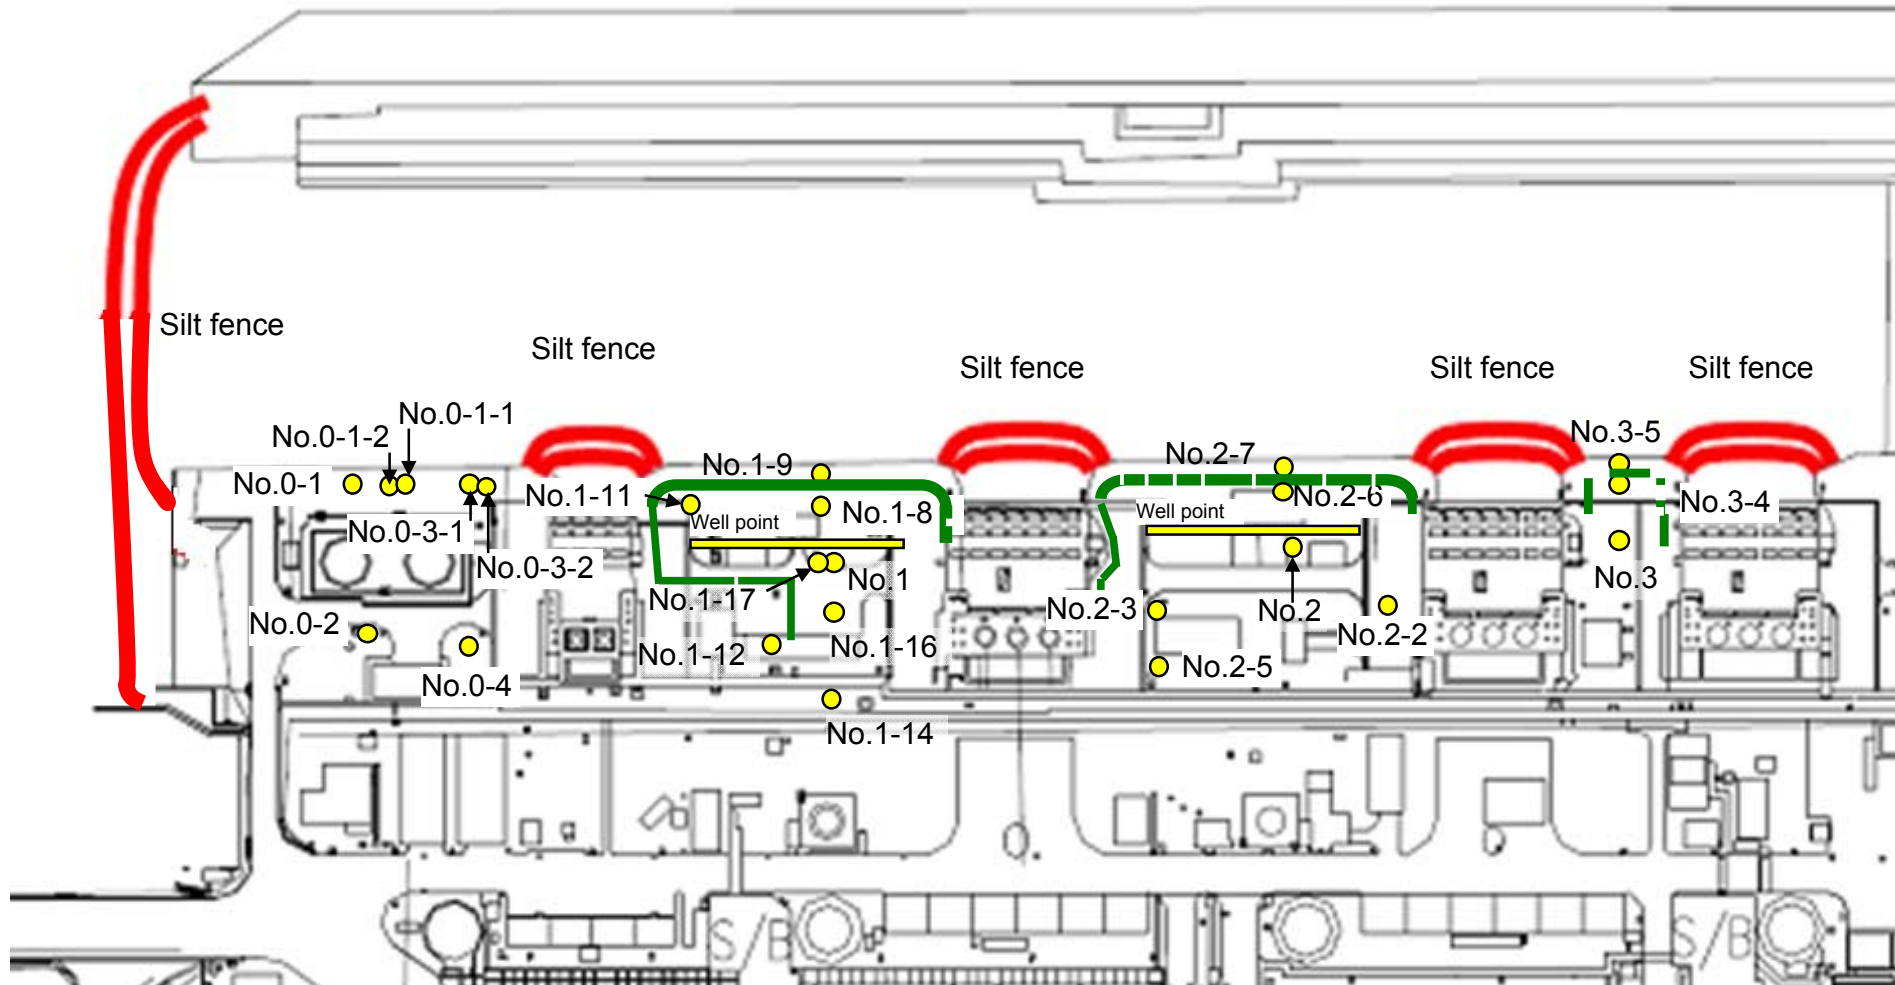 Silt fence
Silt fence
Silt fence
Silt fence
Silt fence
No.0-1-1
No.0-1-2
No.0-1
No.0-3-1
No.0-3-2
No.0-2
No.0-4
No.1-9
No.1-11
No.1-8
Well point
No.1
No.1-17
No.1-16
No.1-12
No.1-14
No.2-7
No.2-6
Well point
No.2-3
No.2
No.2-2
No.2-5
No.3-5
No.3-4
No.3
S/B
S/B